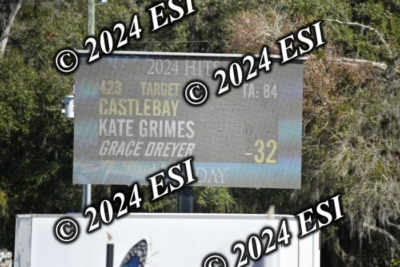 © 2024 ESI
© 2024 ESI
2024 HITS
423 TARGET TA: 84
CASTLEBAY
KATE GRIMES
GRACE DREYER -32
© 2024 ESI
© 2024 ESI
© 2024 ESI